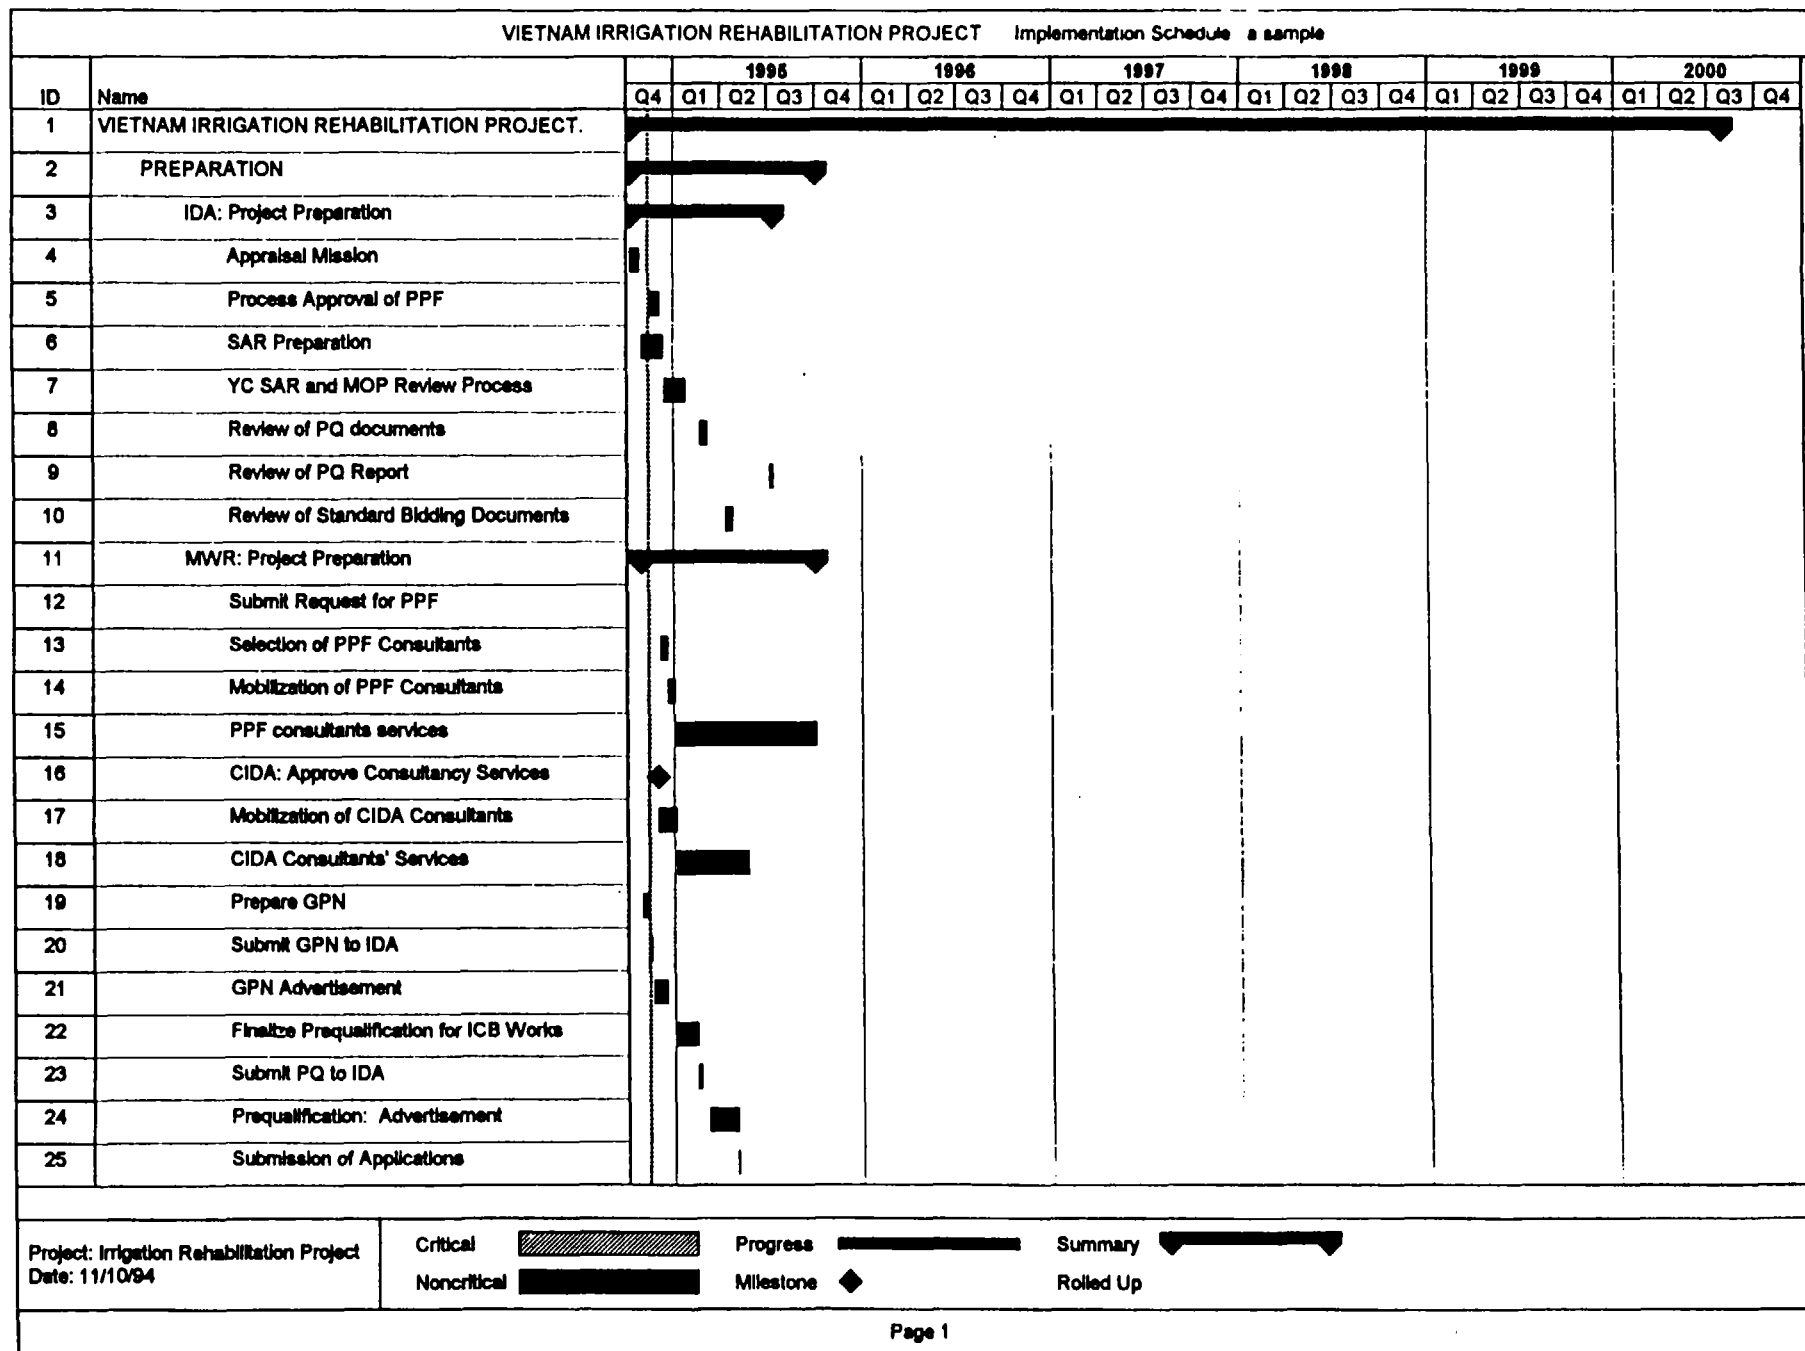 VIETNAM IRRIGATION REHABILITATION PROJECT Implementation Schedule a sample
1995 1996 1997 1998 1999 2000
ID Name Q4 Q1 Q2 Q3 Q4 Q1 Q2 Q3 Q4 Q1 Q2 Q3 Q4 Q1 Q2 Q3 Q4 Q1 Q2 Q3 Q4 Q1 Q2 Q3 Q4
1 VIETNAM IRRIGATION REHABILITATION PROJECT.
2 PREPARATION
3 IDA: Project Preparation
4 Appraisal Mission
5 Process Approval of PPF
6 SAR Preparation
7 YC SAR and MOP Review Process
8 Review of PQ documents
9 Review of PQ Report
10 Review of Standard Bidding Documents
11 MWR: Project Preparation
12 Submit Request for PPF
13 Selection of PPF Consultants
14 Mobilization of PPF Consultants
15 PPF consultants services
16 CIDA: Approve Consultancy Services
17 Mobilization of CIDA Consultants
18 CIDA Consultants' Services
19 Prepare GPN
20 Submit GPN to IDA
21 GPN Advertisement
22 Finalize Prequalification for ICB Works
23 Submit PQ to IDA
24 Prequalification: Advertisement
25 Submission of Applications
Project: Irrigation Rehabilitation Project
Date: 11/10/94
Critical Progress Summary
Noncritical Milestone Rolled Up
Page 1